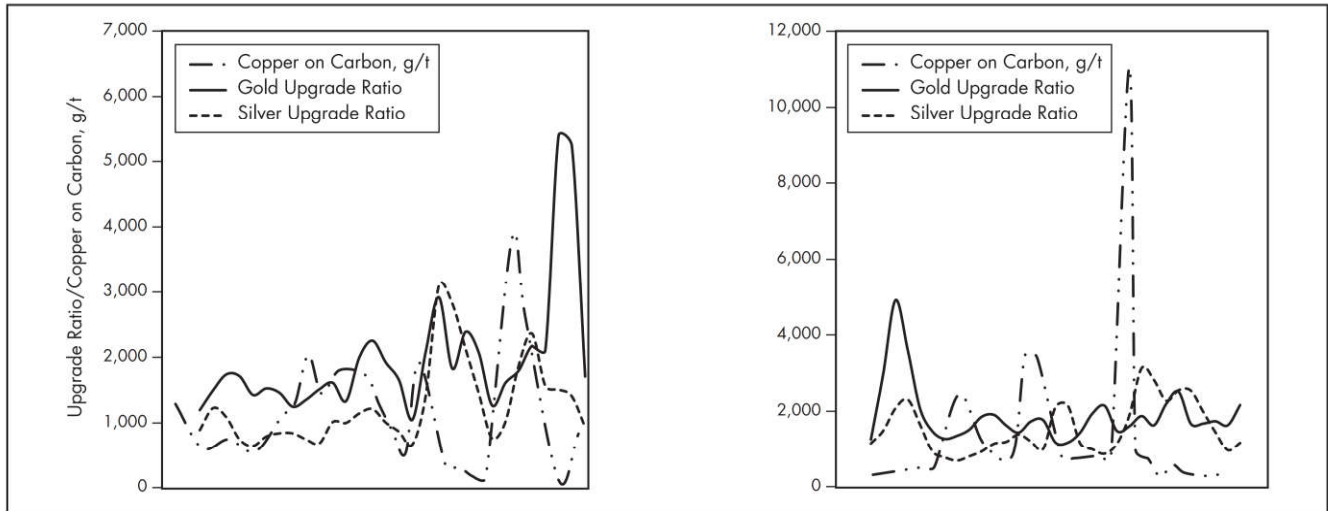 7,000
6,000
5,000
4,000
3,000
2,000
1,000
0
Upgrade Ratio/Copper on Carbon, g/t
Copper on Carbon, g/t
Gold Upgrade Ratio
Silver Upgrade Ratio
12,000
10,000
8,000
6,000
4,000
2,000
0
Copper on Carbon, g/t
Gold Upgrade Ratio
Silver Upgrade Ratio